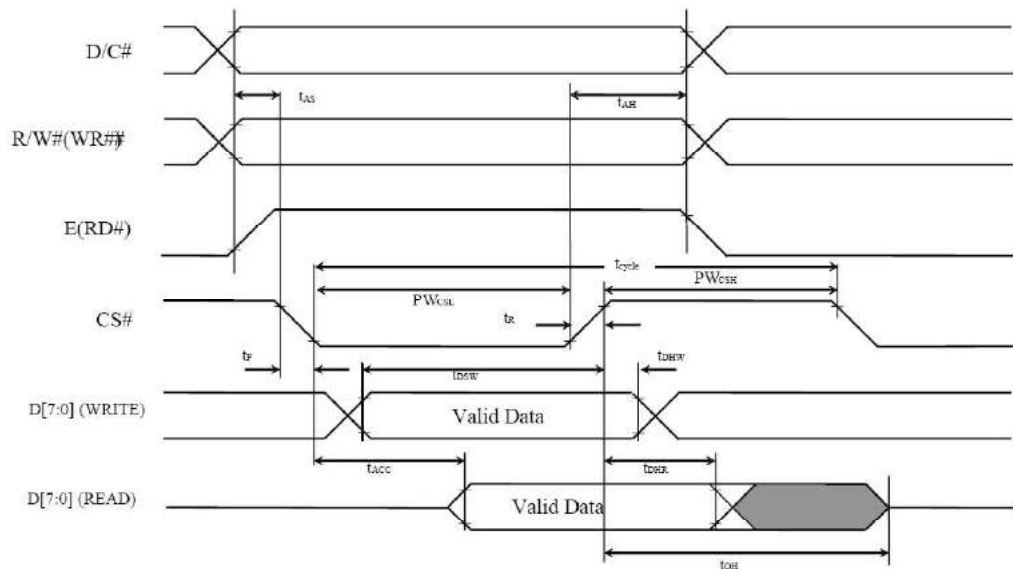 D/C#
tAS
tAH
R/W#(WR##)
E(RD#)
tcycle
PWCSL
PWCSH
CS#
tR
tF
tDSW
tDHW
D[7:0] (WRITE)
Valid Data
tACC
tDHR
D[7:0] (READ)
Valid Data
tOH